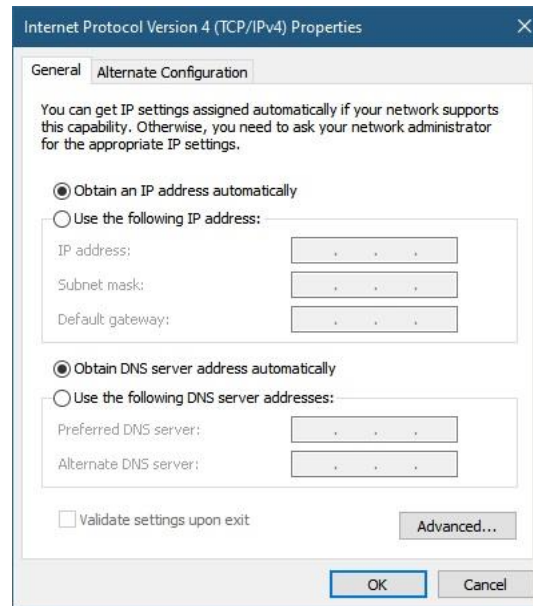 Internet Protocol Version 4 (TCP/IPv4) Properties
General
Alternate Configuration
You can get IP settings assigned automatically if your network supports
this capability. Otherwise, you need to ask your network administrator
for the appropriate IP settings.
Obtain an IP address automatically
Use the following IP address:
IP address:
Subnet mask:
Default gateway:
Obtain DNS server address automatically
Use the following DNS server addresses:
Preferred DNS server:
Alternate DNS server:
Validate settings upon exit
Advanced...
OK
Cancel